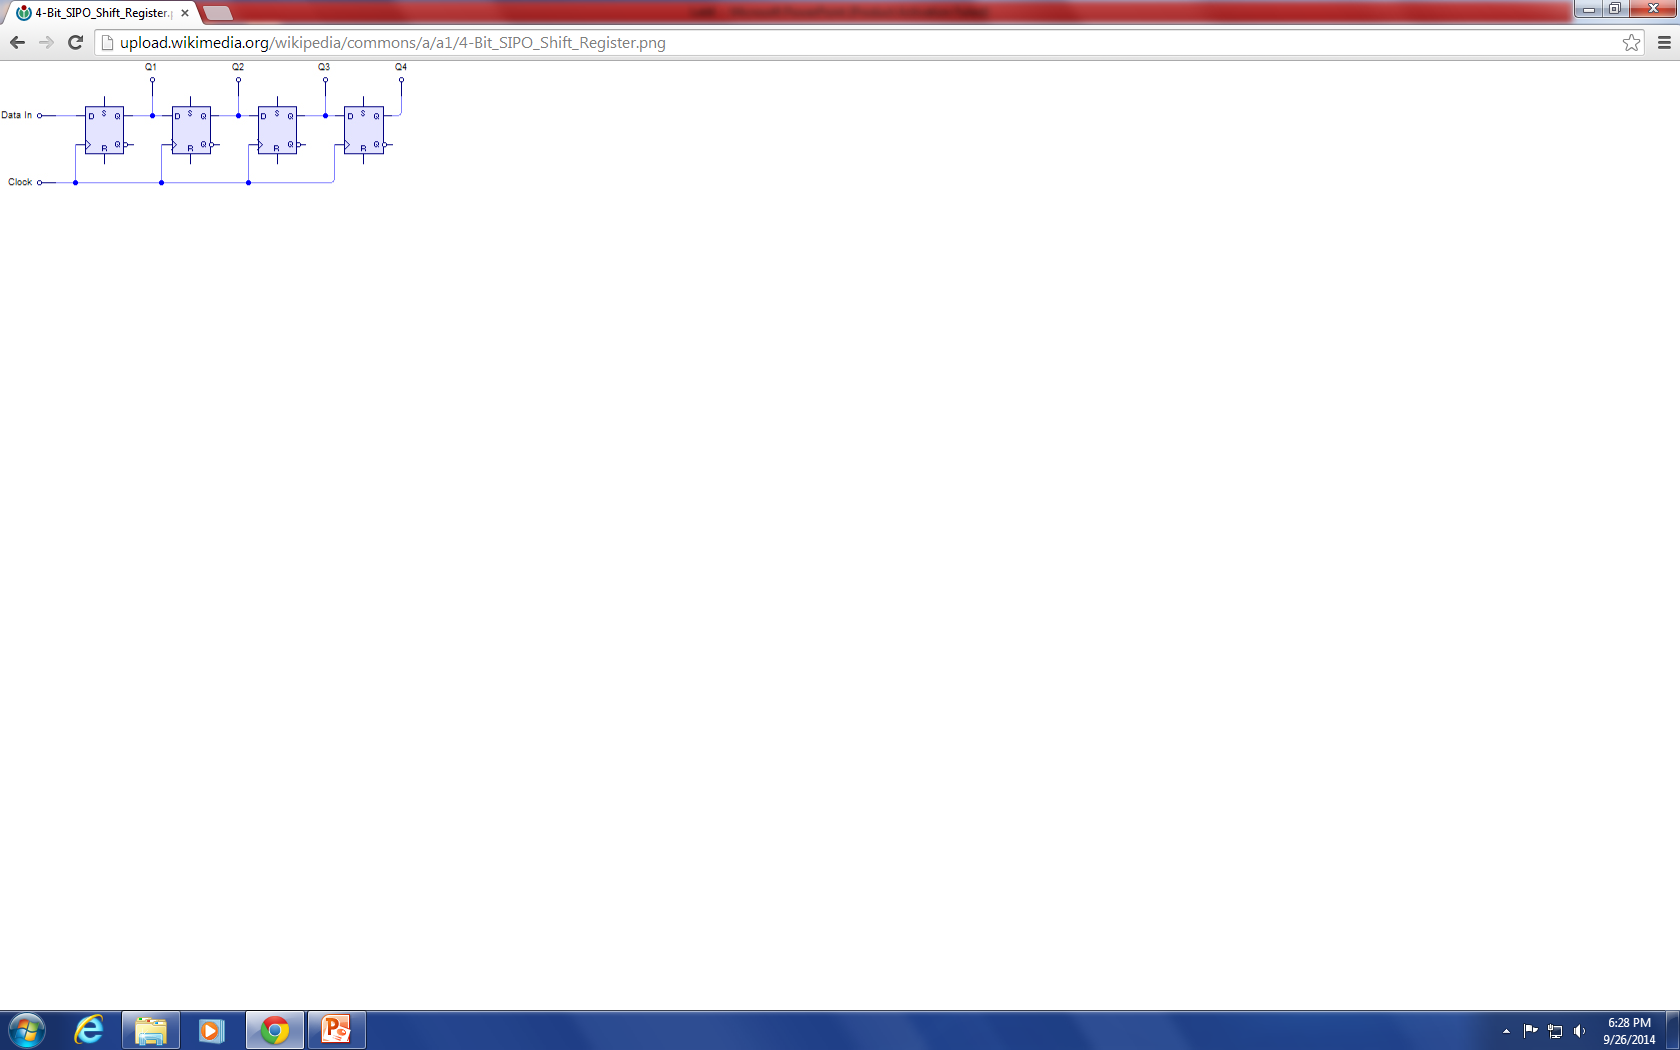 4-Bit_SIPO_Shift_Register.p
upload.wikimedia.org/wikipedia/commons/a/a1/4-Bit_SIPO_Shift_Register.png
Q1 Q2 Q3 Q4
Data In D S Q D S Q D S Q D S Q
R Q R Q R Q R Q
Clock
6:28 PM
9/26/2014